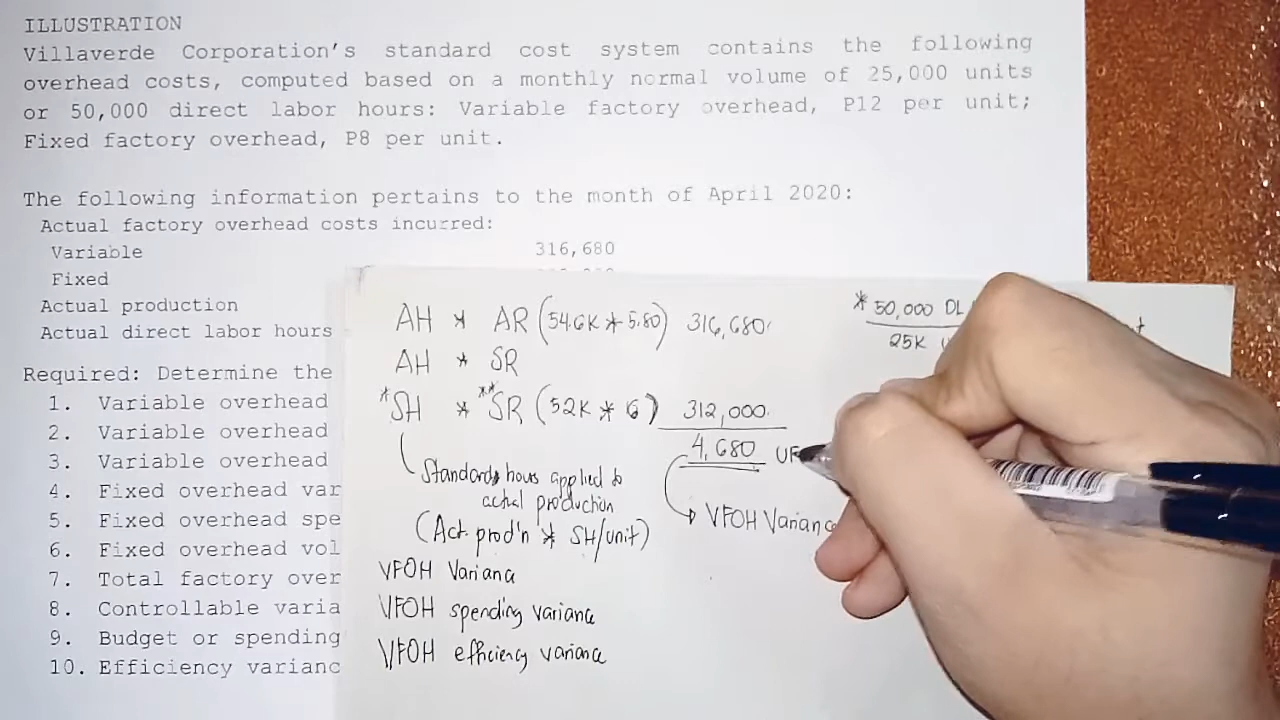 ILLUSTRATION
Villaverde Corporation's standard cost system contains the following
overhead costs, computed based on a monthly normal volume of 25,000 units
or 50,000 direct labor hours: Variable factory overhead, P12 per unit;
Fixed factory overhead, P8 per unit.
The following information pertains to the month of April 2020:
Actual factory overhead costs incurred:
Variable 316,680
Fixed
Actual production
Actual direct labor hours
Required: Determine the
1. Variable overhead
2. Variable overhead
3. Variable overhead
4. Fixed overhead var
5. Fixed overhead spe
6. Fixed overhead vol
7. Total factory over
8. Controllable varia
9. Budget or spending
10. Efficiency varianc
AH * AR (54.6K * 5.80) 316,680
AH * SR
*SH * **SR (52K * 6) 312,000
4,680 UF
Standard hours applied to
actual production
(Act. prod'n * SH/unit)
VFOH Variance
VFOH Variance
VFOH spending variance
VFOH efficiency variance
* 50,000 DL
25K